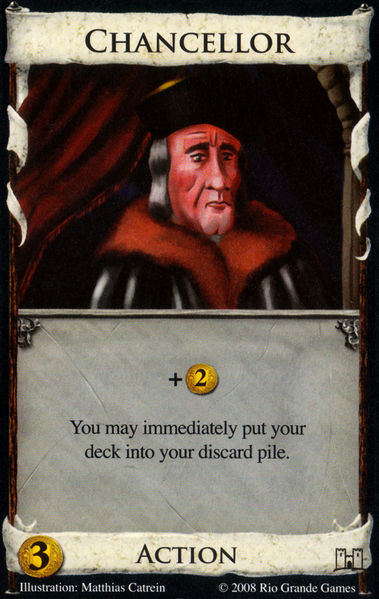 CHANCELLOR
+2
You may immediately put your
deck into your discard pile.
3
ACTION
Illustration: Matthias Catrein © 2008 Rio Grande Games